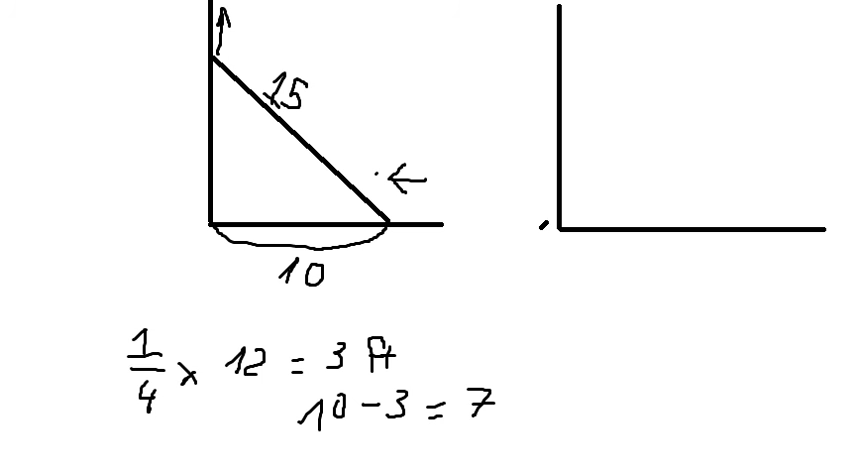 15
10
1/4 x 12 = 3 ft
10 - 3 = 7